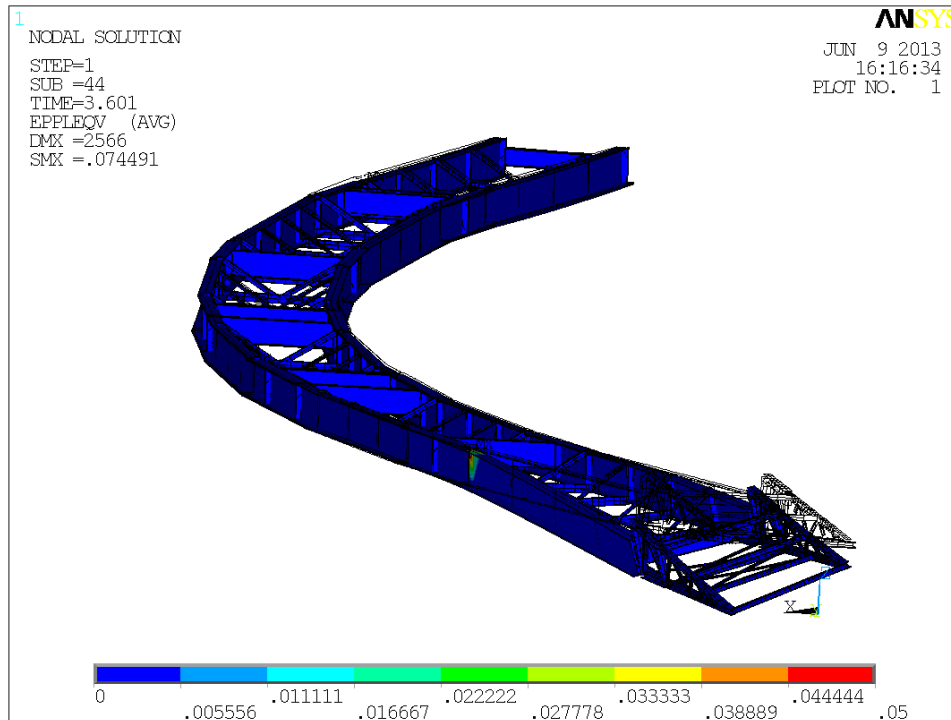 1
NODAL SOLUTION
STEP=1
SUB =44
TIME=3.601
EPPLEQV (AVG)
DMX =2566
SMX =.074491
ANSYS
JUN 9 2013
16:16:34
PLOT NO. 1
X
0
.005556
.011111
.016667
.022222
.027778
.033333
.038889
.044444
.05